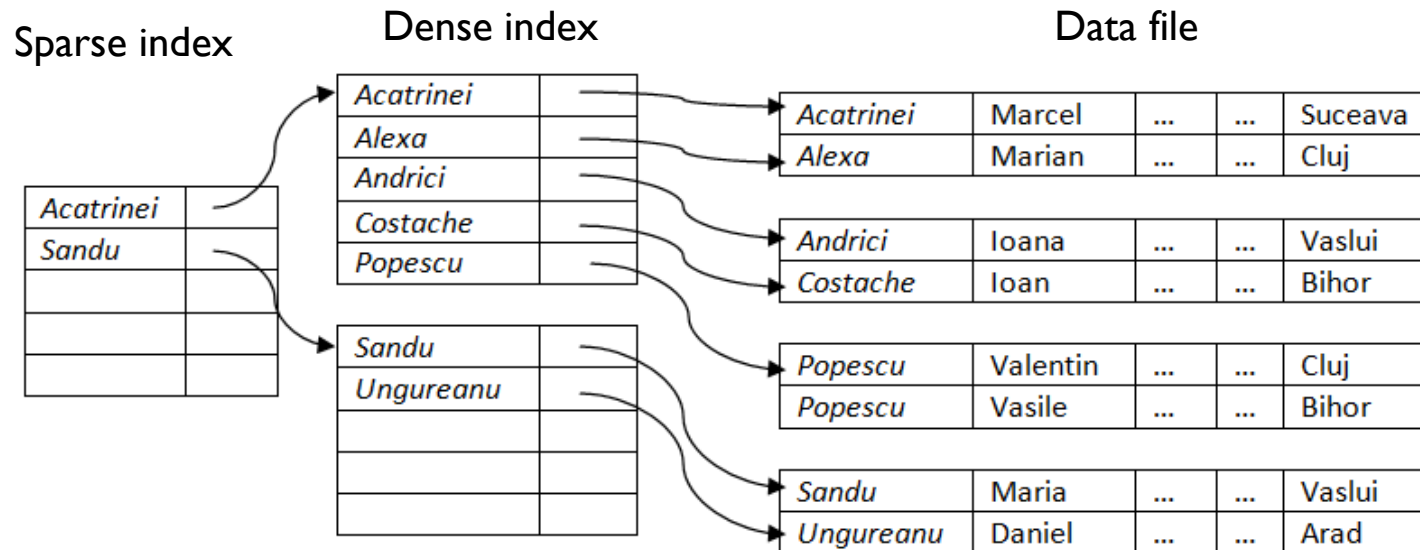 Sparse index
Dense index
Data file
Acatrinei
Sandu
Acatrinei
Alexa
Andrici
Costache
Popescu
Sandu
Ungureanu
Acatrinei Marcel ... ... Suceava
Alexa Marian ... ... Cluj
Andrici Ioana ... ... Vaslui
Costache Ioan ... ... Bihor
Popescu Valentin ... ... Cluj
Popescu Vasile ... ... Bihor
Sandu Maria ... ... Vaslui
Ungureanu Daniel ... ... Arad